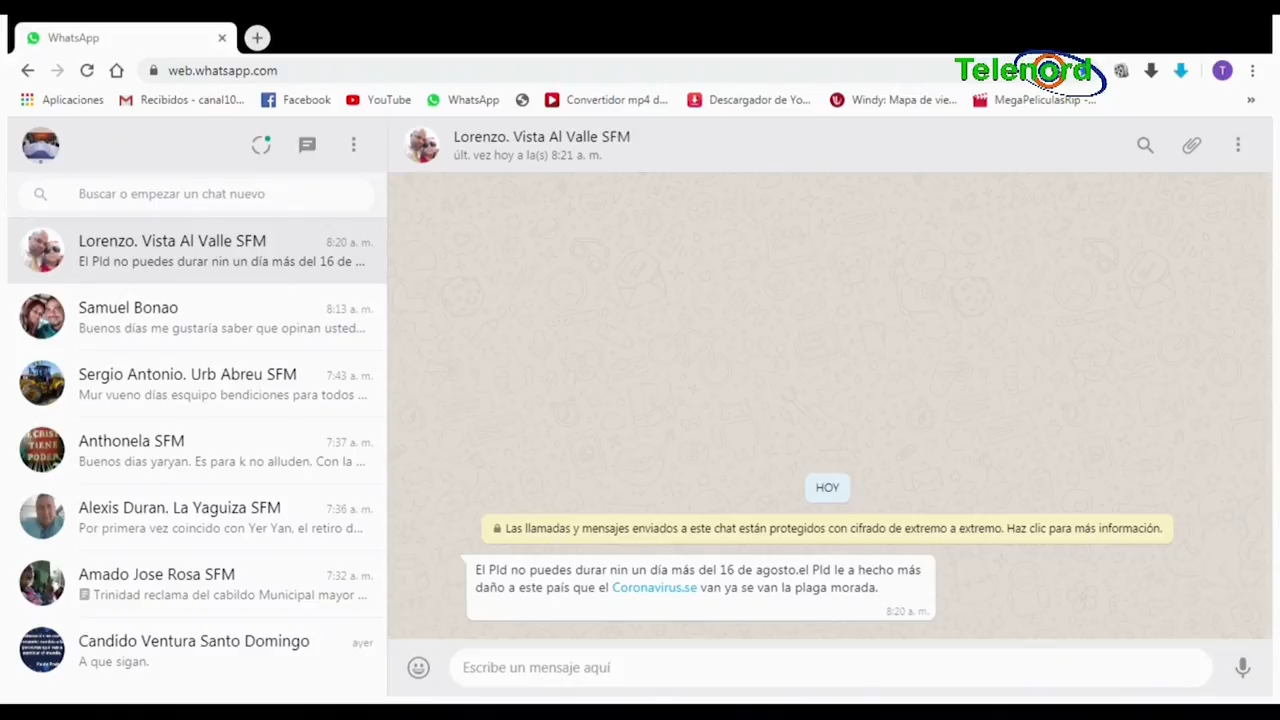 WhatsApp
web.whatsapp.com
Telenord
T
Aplicaciones
Recibidos - canal10...
Facebook
YouTube
WhatsApp
Convertidor mp4 d...
Descargador de Yo...
Windy: Mapa de vie...
MegaPeliculasRip -...
Buscar o empezar un chat nuevo
Lorenzo. Vista Al Valle SFM
8:20 a. m.
El Pld no puedes durar nin un día más del 16 de ...
Samuel Bonao
8:13 a. m.
Buenos días me gustaría saber que opinan usted...
Sergio Antonio. Urb Abreu SFM
7:43 a. m.
Mur vueno días esquipo bendiciones para todos ...
CRIS
TIENE
PODER
Anthonela SFM
7:37 a. m.
Buenos dias yaryan. Es para k no alluden. Con la ...
Alexis Duran. La Yaguiza SFM
7:36 a. m.
Por primera vez coincido con Yer Yan, el retiro d...
Amado Jose Rosa SFM
7:32 a. m.
Trinidad reclama del cabildo Municipal mayor ...
Candido Ventura Santo Domingo
ayer
A que sigan.
Lorenzo. Vista Al Valle SFM
últ. vez hoy a la(s) 8:21 a. m.
HOY
Las llamadas y mensajes enviados a este chat están protegidos con cifrado de extremo a extremo. Haz clic para más información.
El Pld no puedes durar nin un día más del 16 de agosto.el Pld le a hecho más
daño a este país que el Coronavirus.se van ya se van la plaga morada.
8:20 a. m.
Escribe un mensaje aquí